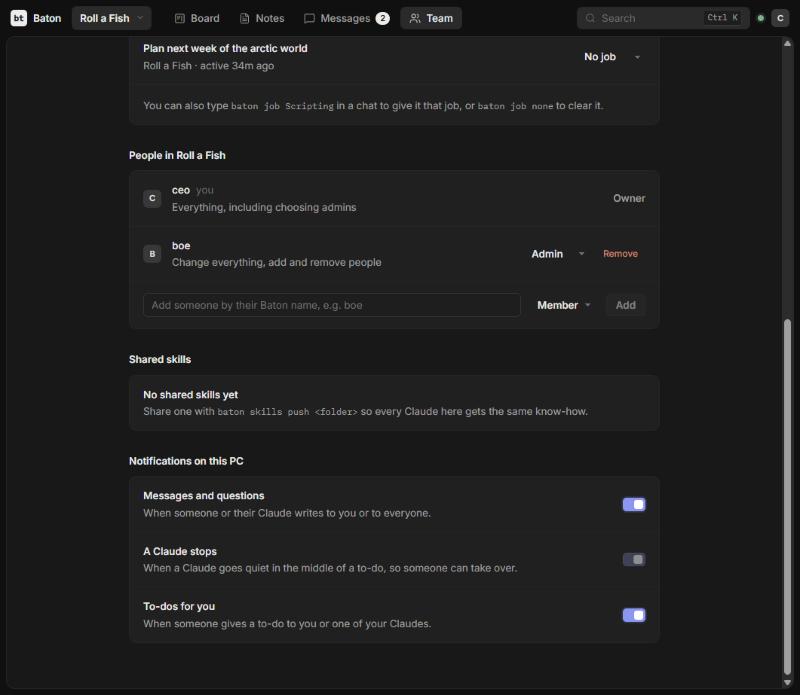 bt Baton Roll a Fish Board Notes Messages 2 Team Search Ctrl K C
Plan next week of the arctic world
Roll a Fish · active 34m ago
No job
You can also type baton job Scripting in a chat to give it that job, or baton job none to clear it.
People in Roll a Fish
C
ceo you
Everything, including choosing admins
Owner
B
boe
Change everything, add and remove people
Admin
Remove
Add someone by their Baton name, e.g. boe
Member
Add
Shared skills
No shared skills yet
Share one with baton skills push <folder> so every Claude here gets the same know-how.
Notifications on this PC
Messages and questions
When someone or their Claude writes to you or to everyone.
A Claude stops
When a Claude goes quiet in the middle of a to-do, so someone can take over.
To-dos for you
When someone gives a to-do to you or one of your Claudes.